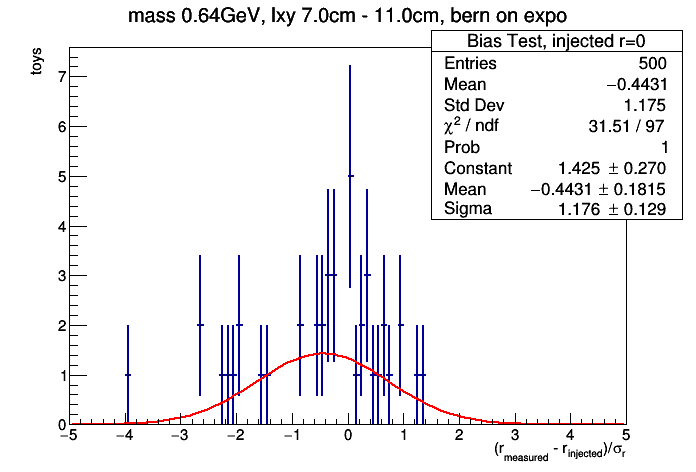 mass 0.64GeV, lxy 7.0cm - 11.0cm, bern on expo
Bias Test, injected r=0
Entries 500
Mean −0.4431
Std Dev 1.175
χ² / ndf 31.51 / 97
Prob 1
Constant 1.425 ± 0.270
Mean −0.4431 ± 0.1815
Sigma 1.176 ± 0.129
toys
7
6
5
4
3
2
1
0
−5 −4 −3 −2 −1 0 1 2 3 4 5
(r_measured - r_injected)/σ_r